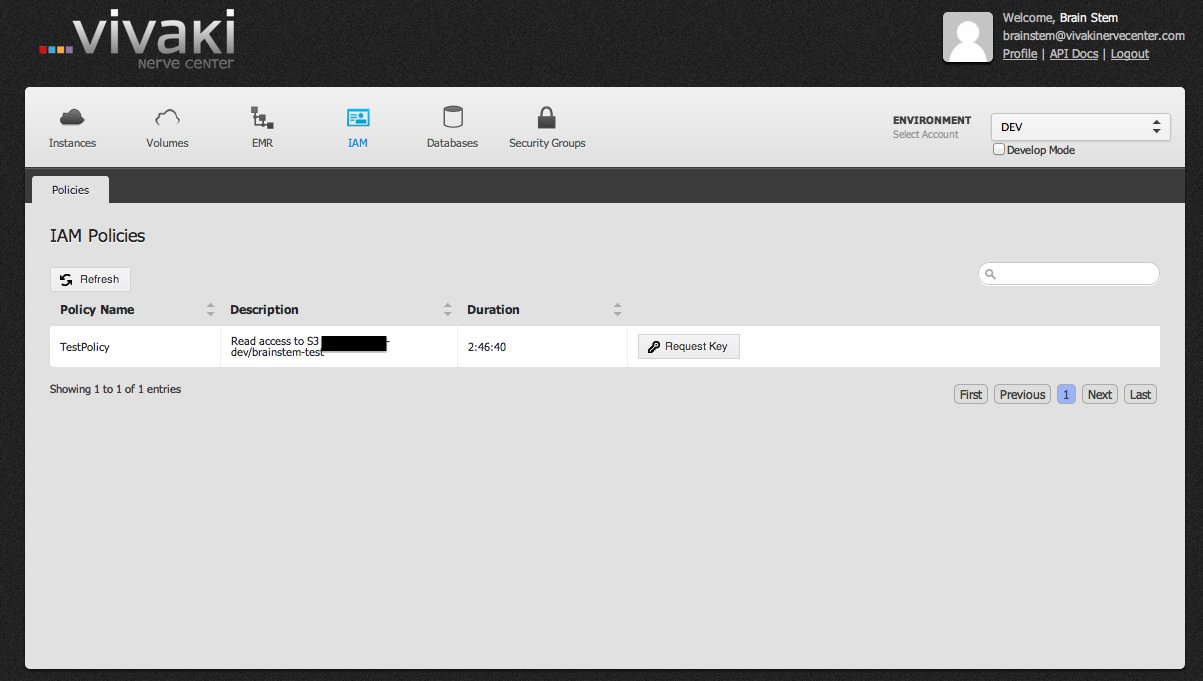 ...vivaki
nerve center
Welcome, Brain Stem
brainstem@vivakinervecenter.com
Profile | API Docs | Logout
Instances
Volumes
EMR
IAM
Databases
Security Groups
ENVIRONMENT
Select Account
DEV
Develop Mode
Policies
IAM Policies
Refresh
Policy Name
Description
Duration
TestPolicy
Read access to S3 -
dev/brainstem-test
2:46:40
Request Key
Showing 1 to 1 of 1 entries
First Previous 1 Next Last